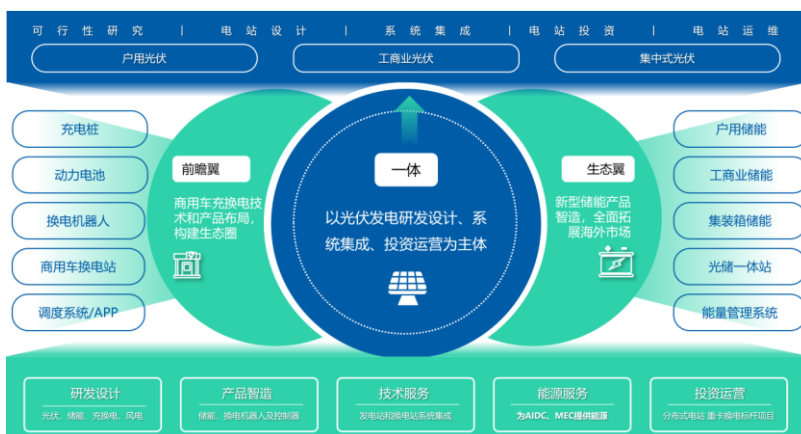 可行性研究 | 电站设计 | 系统集成 | 电站投资 | 电站运维
户用光伏
工商业光伏
集中式光伏
充电桩
动力电池
换电机器人
商用车换电站
调度系统/APP
前瞻翼
商用车充换电技
术和产品布局，
构建生态圈
一体
以光伏发电研发设计、系
统集成、投资运营为主体
生态翼
新型储能产品
智造，全面拓
展海外市场
户用储能
工商业储能
集装箱储能
光储一体站
能量管理系统
研发设计
光伏、储能、充换电、风电
产品智造
储能、换电机器人及控制器
技术服务
发电站和换电站系统集成
能源服务
为AIDC、MEC提供能源
投资运营
分布式电站 重卡换电标杆项目